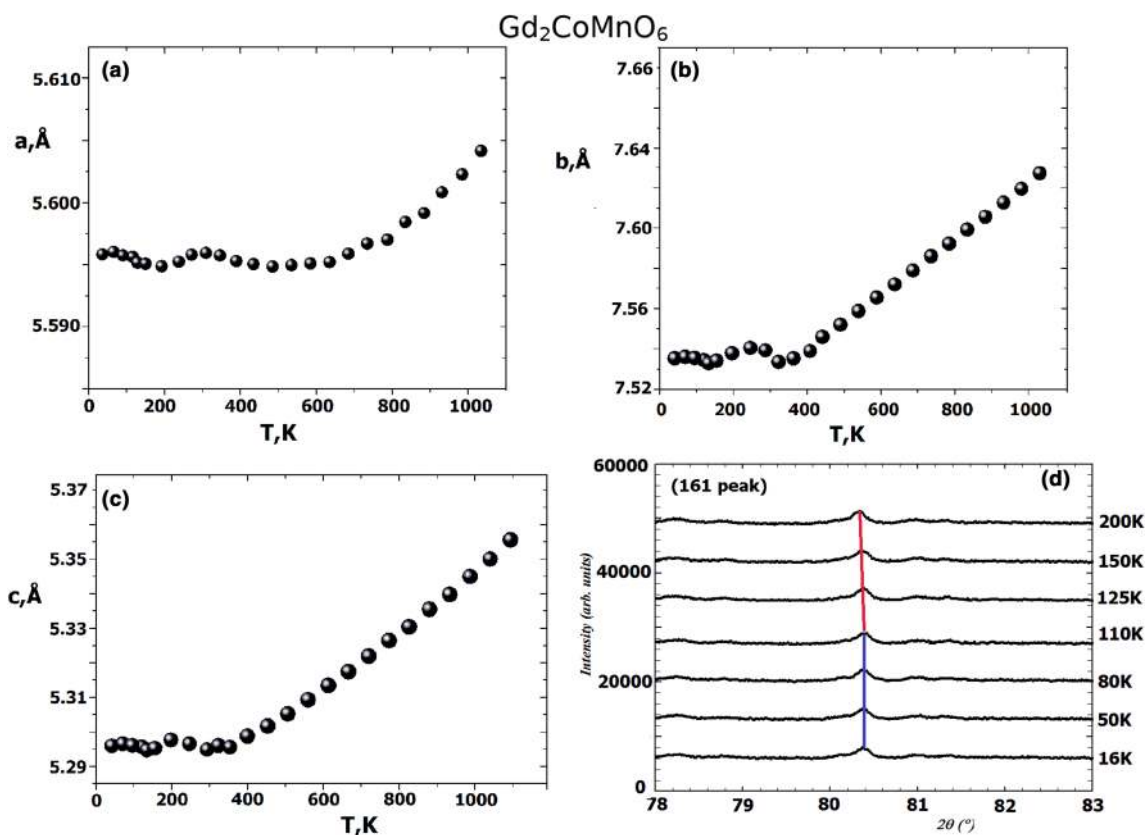 Gd₂CoMnO₆
(a)
5.610
5.600
5.590
a,Å
0 200 400 600 800 1000
T,K
(b)
7.66
7.64
7.60
7.56
7.52
b,Å
0 200 400 600 800 1000
T,K
(c)
5.37
5.35
5.33
5.31
5.29
c,Å
0 200 400 600 800 1000
T,K
(d)
(161 peak)
60000
40000
20000
0
Intensity (arb. units)
200K
150K
125K
110K
80K
50K
16K
78 79 80 81 82 83
2θ (°)